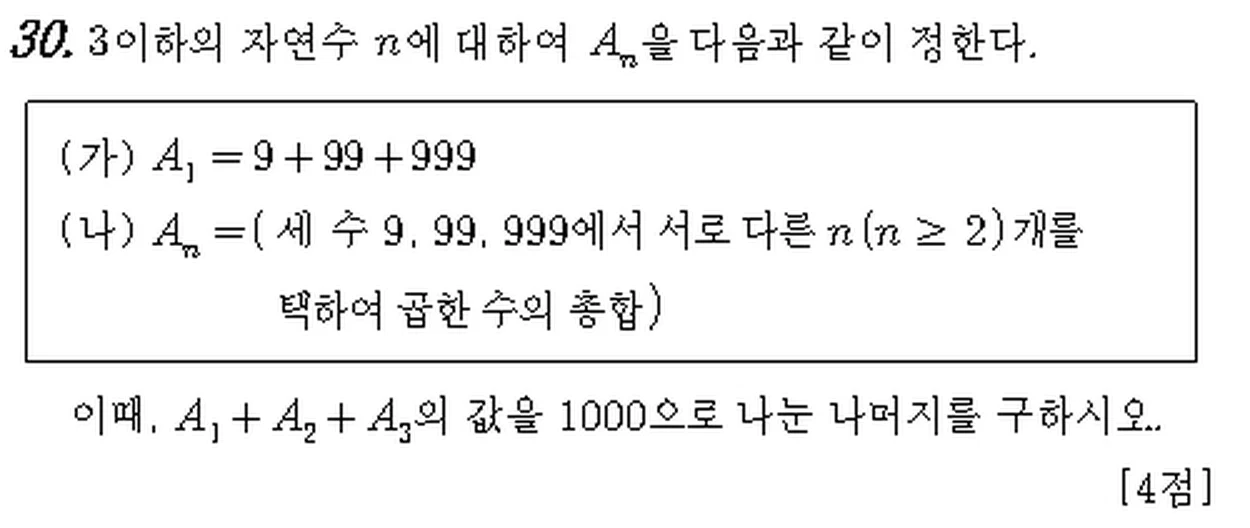 30. 3이하의 자연수 n에 대하여 Aₙ을 다음과 같이 정한다.
(가) A₁ = 9 + 99 + 999
(나) Aₙ = ( 세 수 9, 99, 999에서 서로 다른 n (n ≥ 2)개를
택하여 곱한 수의 총합)
이때, A₁ + A₂ + A₃의 값을 1000으로 나눈 나머지를 구하시오..
[4점]